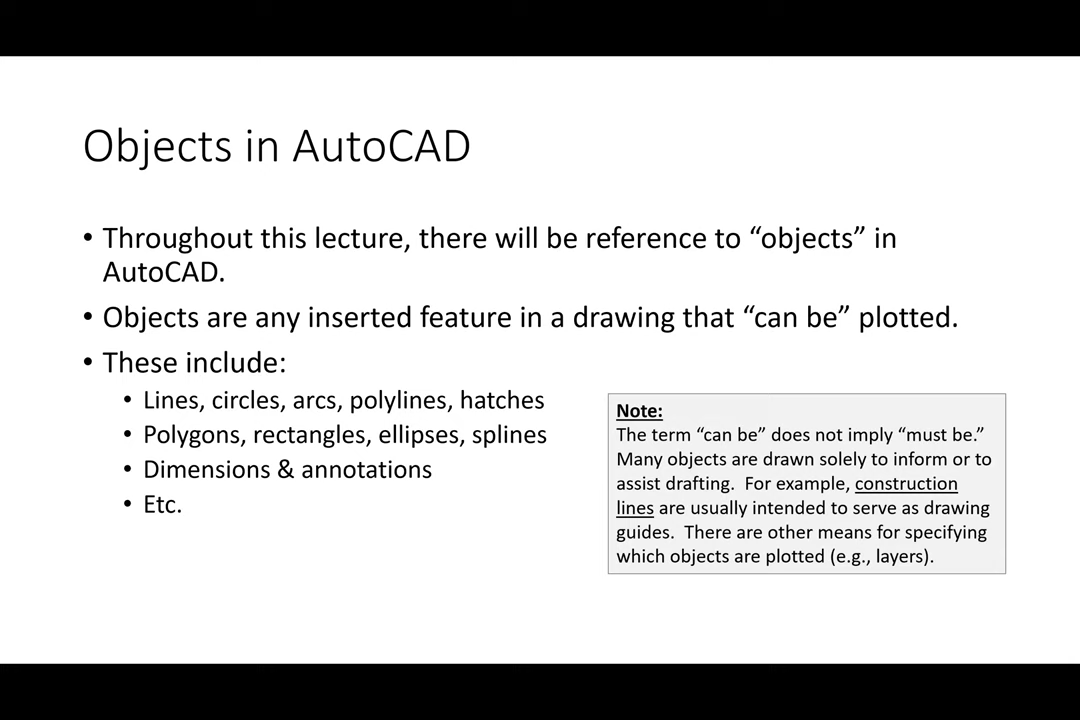 Objects in AutoCAD
• Throughout this lecture, there will be reference to “objects” in
AutoCAD.
• Objects are any inserted feature in a drawing that “can be” plotted.
• These include:
• Lines, circles, arcs, polylines, hatches
• Polygons, rectangles, ellipses, splines
• Dimensions & annotations
• Etc.
Note:
The term “can be” does not imply “must be.”
Many objects are drawn solely to inform or to
assist drafting.  For example, construction
lines are usually intended to serve as drawing
guides.  There are other means for specifying
which objects are plotted (e.g., layers).